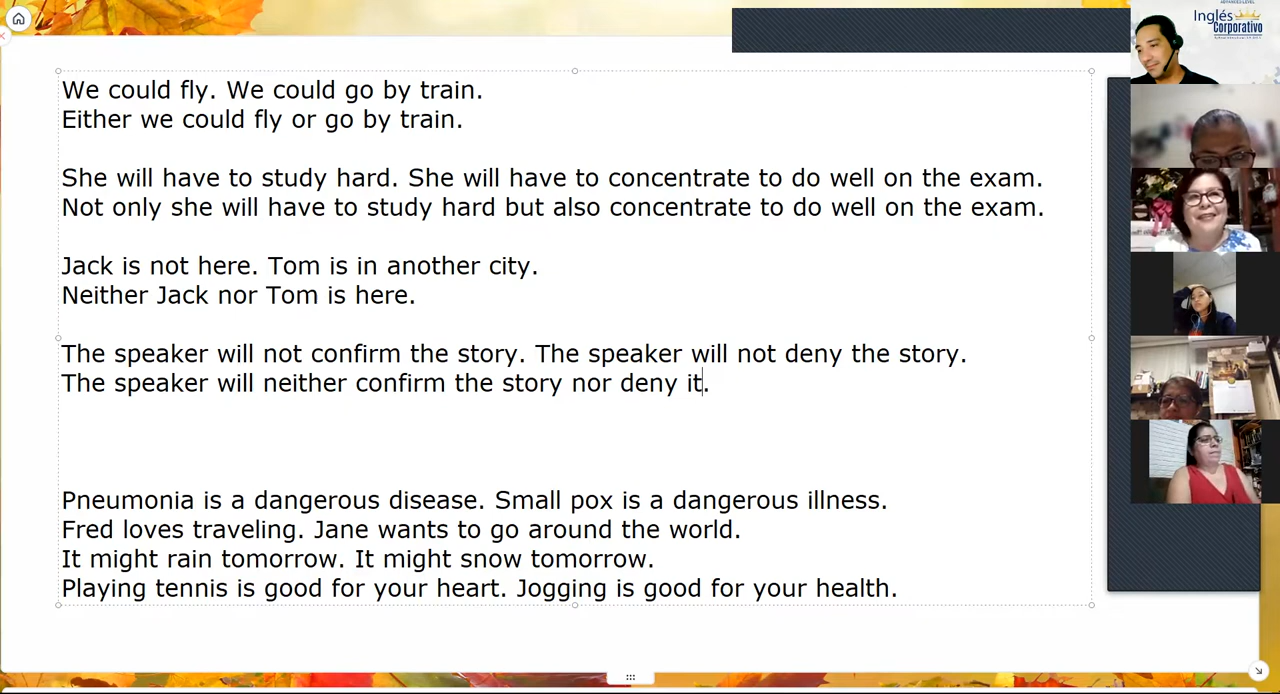 ADVANCED LEVEL
Inglés
Corporativo
We could fly. We could go by train.
Either we could fly or go by train.
She will have to study hard. She will have to concentrate to do well on the exam.
Not only she will have to study hard but also concentrate to do well on the exam.
Jack is not here. Tom is in another city.
Neither Jack nor Tom is here.
The speaker will not confirm the story. The speaker will not deny the story.
The speaker will neither confirm the story nor deny it.
Pneumonia is a dangerous disease. Small pox is a dangerous illness.
Fred loves traveling. Jane wants to go around the world.
It might rain tomorrow. It might snow tomorrow.
Playing tennis is good for your heart. Jogging is good for your health.